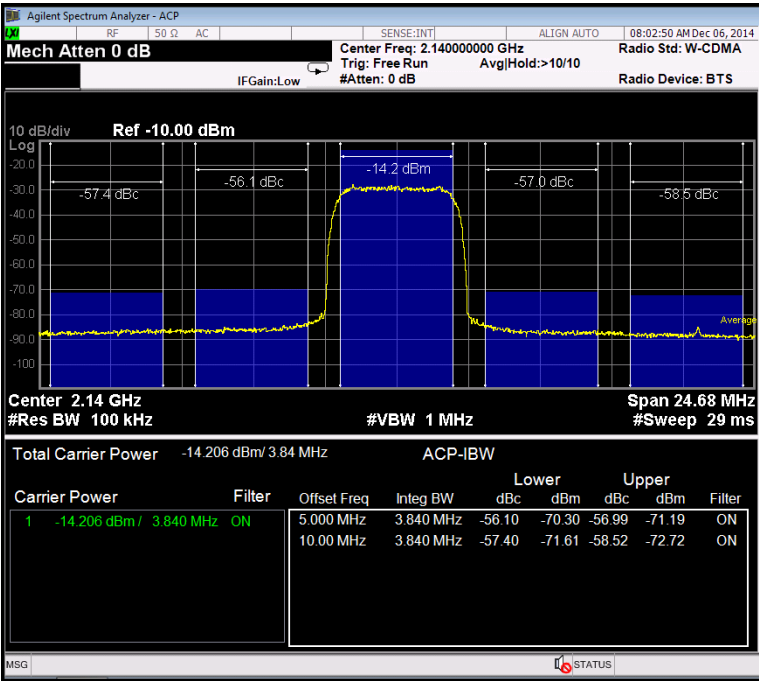 Agilent Spectrum Analyzer - ACP
LXI RF 50 Ω AC SENSE:INT ALIGN AUTO 08:02:50 AM Dec 06, 2014
Mech Atten 0 dB
Center Freq: 2.140000000 GHz Radio Std: W-CDMA
Trig: Free Run Avg|Hold:>10/10
IFGain:Low #Atten: 0 dB Radio Device: BTS
10 dB/div Ref -10.00 dBm
Log
-20.0
-30.0
-40.0
-50.0
-60.0
-70.0
-80.0
-90.0
-100
-57.4 dBc -56.1 dBc -14.2 dBm -57.0 dBc -58.5 dBc
Average
Center 2.14 GHz Span 24.68 MHz
#Res BW 100 kHz #VBW 1 MHz #Sweep 29 ms
Total Carrier Power -14.206 dBm/ 3.84 MHz ACP-IBW
Lower Upper
Carrier Power Filter Offset Freq Integ BW dBc dBm dBc dBm Filter
1 -14.206 dBm / 3.840 MHz ON 5.000 MHz 3.840 MHz -56.10 -70.30 -56.99 -71.19 ON
10.00 MHz 3.840 MHz -57.40 -71.61 -58.52 -72.72 ON
MSG STATUS